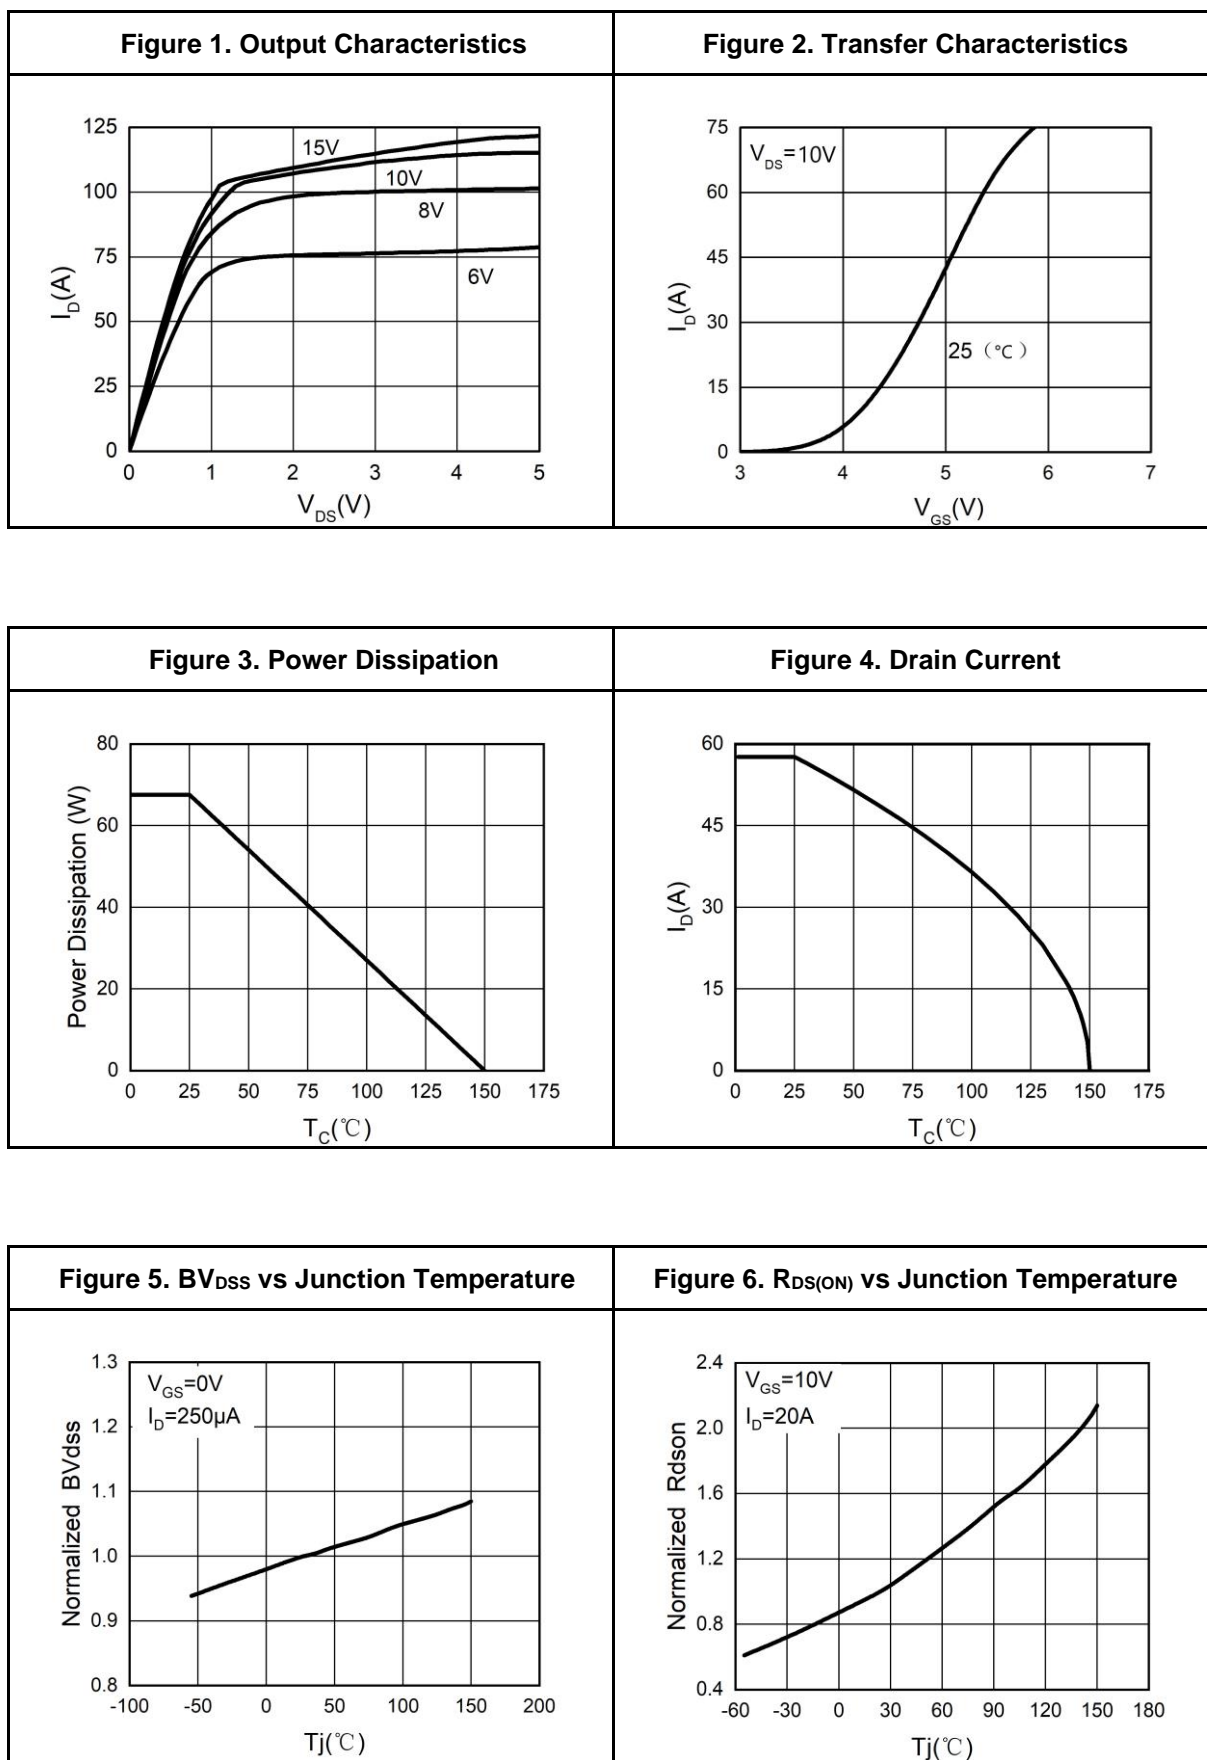 Figure 1. Output Characteristics
Figure 2. Transfer Characteristics
125
100
75
50
25
0
I_D(A)
15V
10V
8V
6V
0 1 2 3 4 5
V_DS(V)
75
60
45
30
15
0
I_D(A)
V_DS=10V
25（℃）
3 4 5 6 7
V_GS(V)
Figure 3. Power Dissipation
Figure 4. Drain Current
80
60
40
20
0
Power Dissipation (W)
0 25 50 75 100 125 150 175
T_C(℃)
60
45
30
15
0
I_D(A)
0 25 50 75 100 125 150 175
T_C(℃)
Figure 5. BV_DSS vs Junction Temperature
Figure 6. R_DS(ON) vs Junction Temperature
1.3
1.2
1.1
1.0
0.9
0.8
Normalized BVdss
V_GS=0V
I_D=250μA
-100 -50 0 50 100 150 200
Tj(℃)
2.4
2.0
1.6
1.2
0.8
0.4
Normalized Rdson
V_GS=10V
I_D=20A
-60 -30 0 30 60 90 120 150 180
Tj(℃)